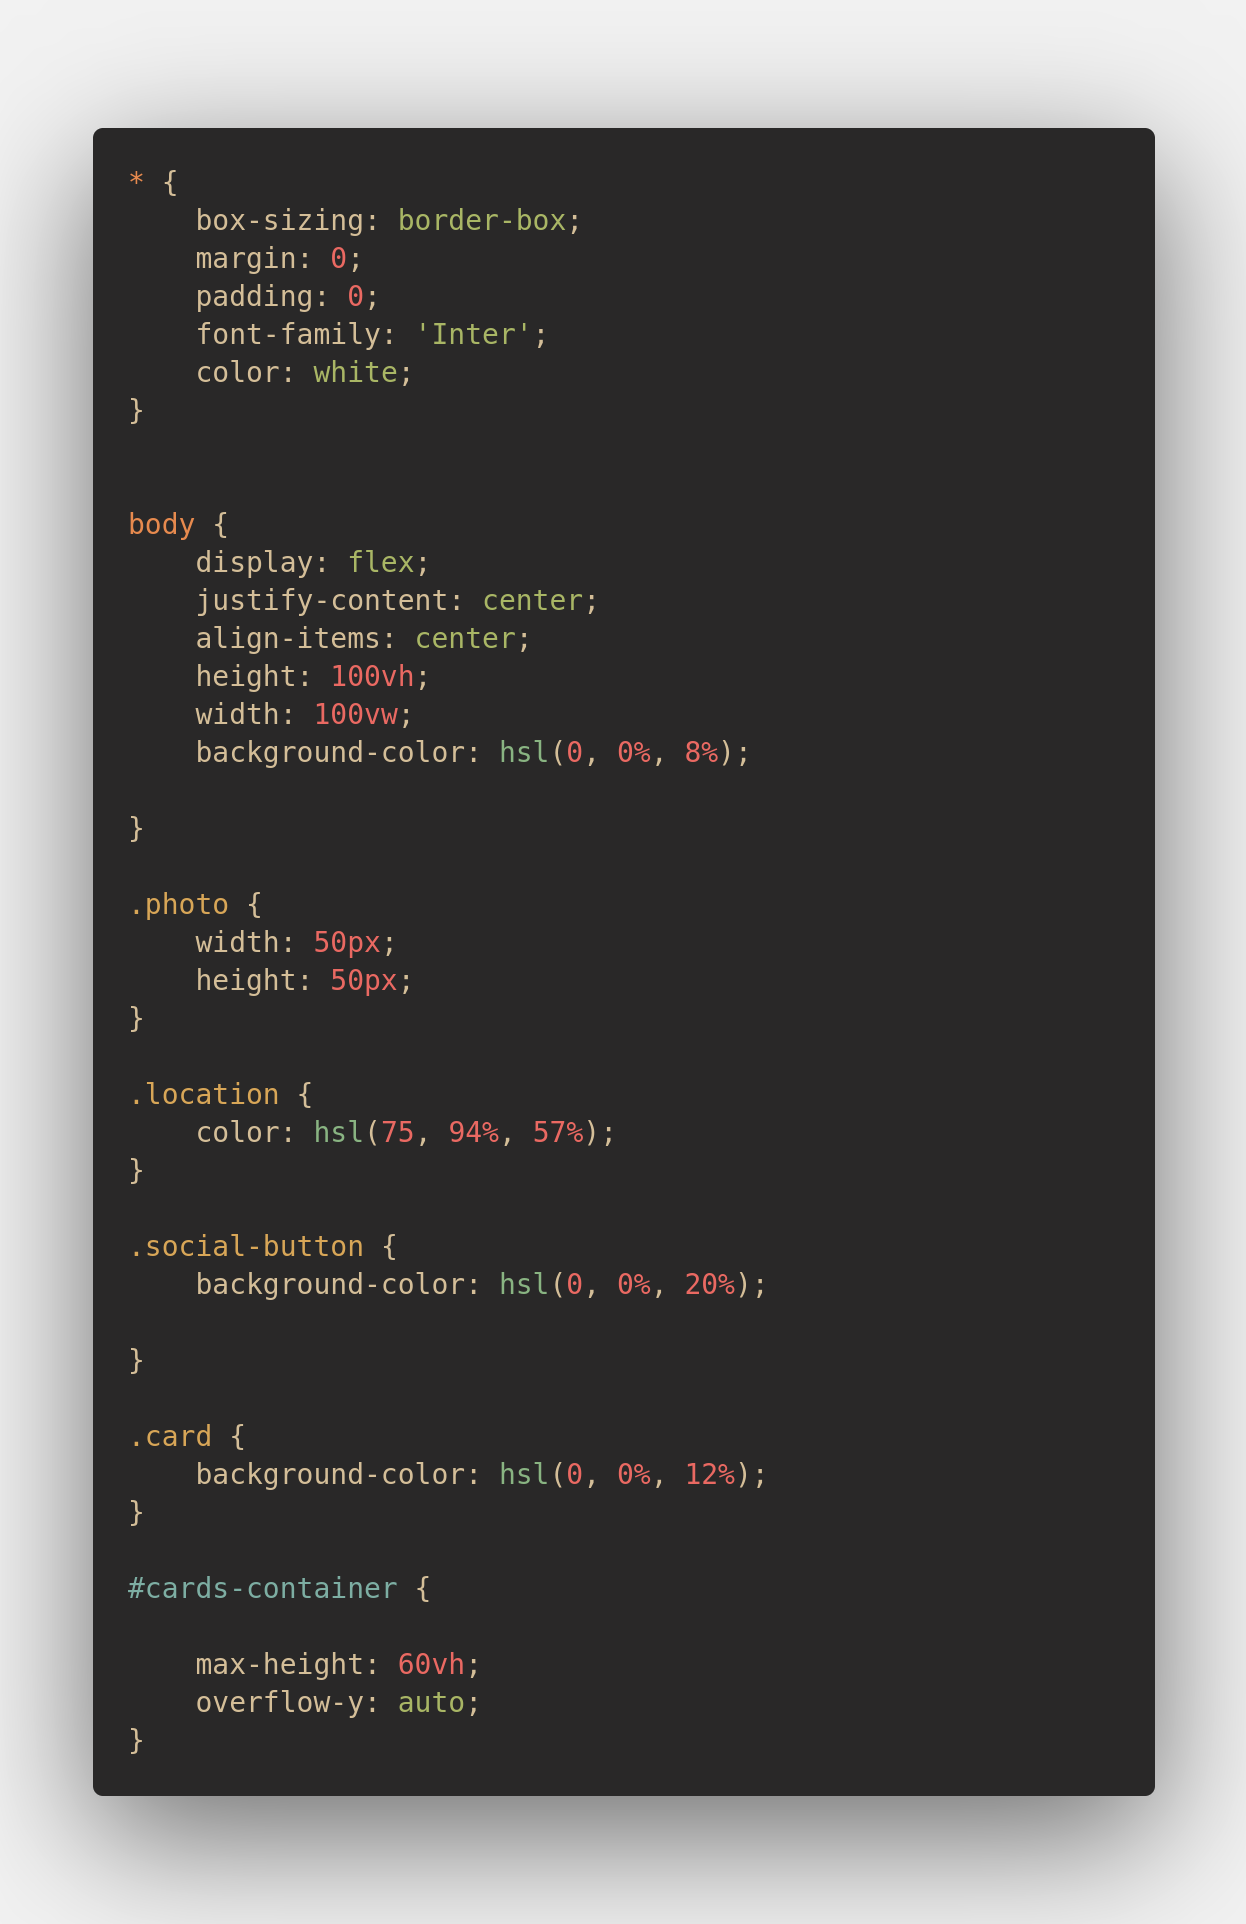 * {
    box-sizing: border-box;
    margin: 0;
    padding: 0;
    font-family: 'Inter';
    color: white;
}
body {
    display: flex;
    justify-content: center;
    align-items: center;
    height: 100vh;
    width: 100vw;
    background-color: hsl(0, 0%, 8%);
}
.photo {
    width: 50px;
    height: 50px;
}
.location {
    color: hsl(75, 94%, 57%);
}
.social-button {
    background-color: hsl(0, 0%, 20%);
}
.card {
    background-color: hsl(0, 0%, 12%);
}
#cards-container {
    max-height: 60vh;
    overflow-y: auto;
}